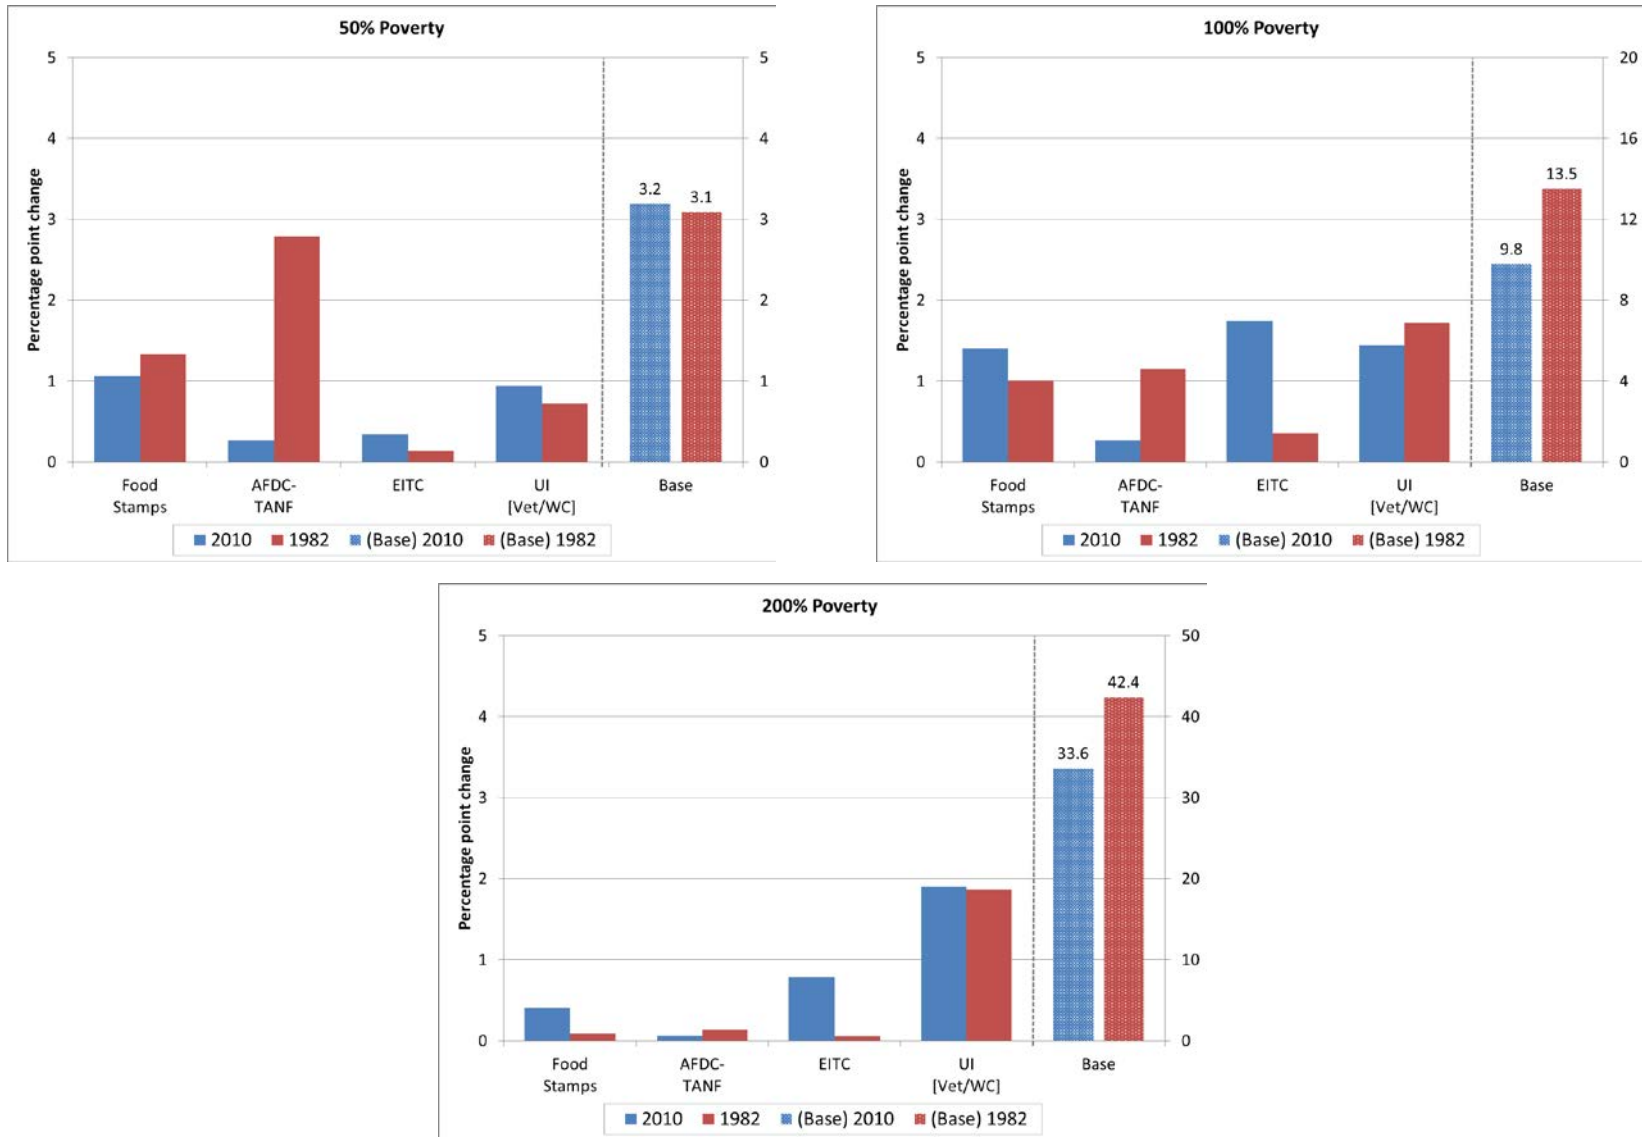 50% Poverty
Percentage point change
5 5
4 4
3 3
2 2
1 1
0 0
3.2 3.1
Food Stamps AFDC-TANF EITC UI [Vet/WC] Base
2010 1982 (Base) 2010 (Base) 1982
100% Poverty
Percentage point change
5 20
4 16
3 12
2 8
1 4
0 0
13.5
9.8
Food Stamps AFDC-TANF EITC UI [Vet/WC] Base
2010 1982 (Base) 2010 (Base) 1982
200% Poverty
Percentage point change
5 50
4 40
3 30
2 20
1 10
0 0
42.4
33.6
Food Stamps AFDC-TANF EITC UI [Vet/WC] Base
2010 1982 (Base) 2010 (Base) 1982